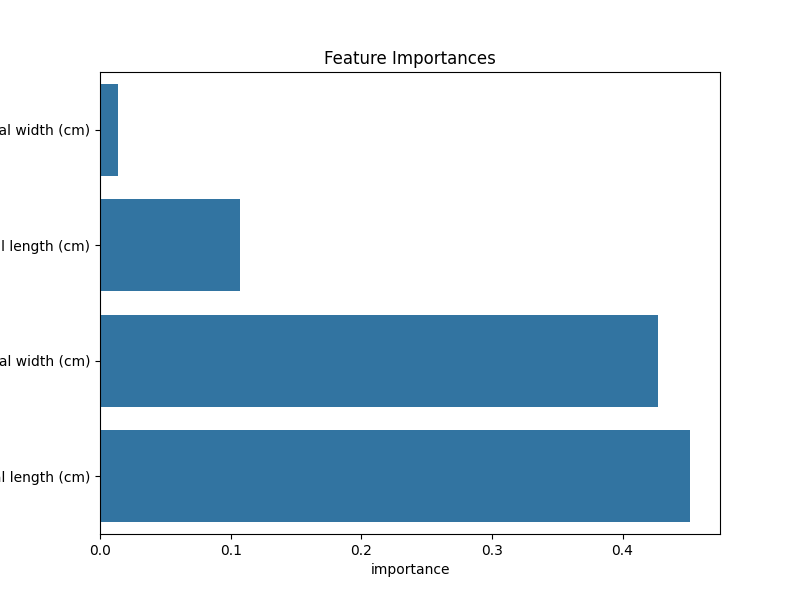 Feature Importances
al width (cm)
l length (cm)
al width (cm)
l length (cm)
0.0 0.1 0.2 0.3 0.4
importance